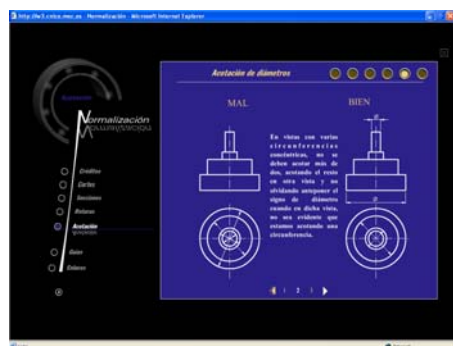 http://w3.cnice.mec.es - Normalización - Microsoft Internet Explorer
Acotación de diámetros
Normalización
MAL
BIEN
En vistas con varias
circunferencias
concéntricas, no se
deben acotar más de
dos, acotando el resto
en otra vista y no
olvidando anteponer el
signo de diámetro
cuando en dicha vista,
no sea evidente que
estamos acotando una
circunferencia.
Créditos
Cortes
Secciones
Roturas
Acotación
Guías
Enlaces
1 2 3